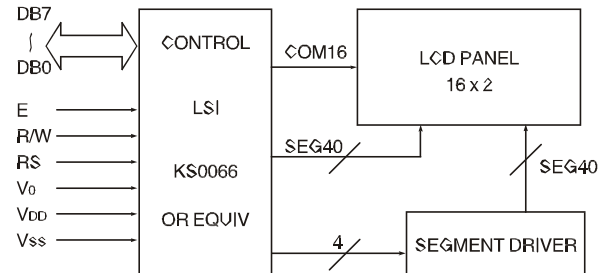 DB7
~
DB0
E
R/W
RS
V0
VDD
VSS
CONTROL
LSI
KS0066
OR EQUIV
COM16
SEG40
4
LCD PANEL
16 x 2
SEG40
SEGMENT DRIVER